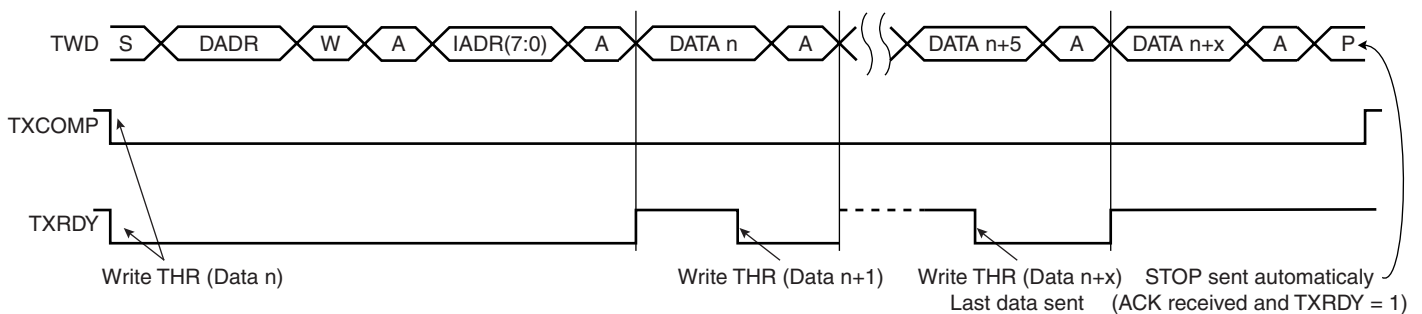 TWD S DADR W A IADR(7:0) A DATA n A DATA n+5 A DATA n+x A P
TXCOMP
TXRDY
Write THR (Data n) Write THR (Data n+1) Write THR (Data n+x) STOP sent automaticaly
Last data sent (ACK received and TXRDY = 1)